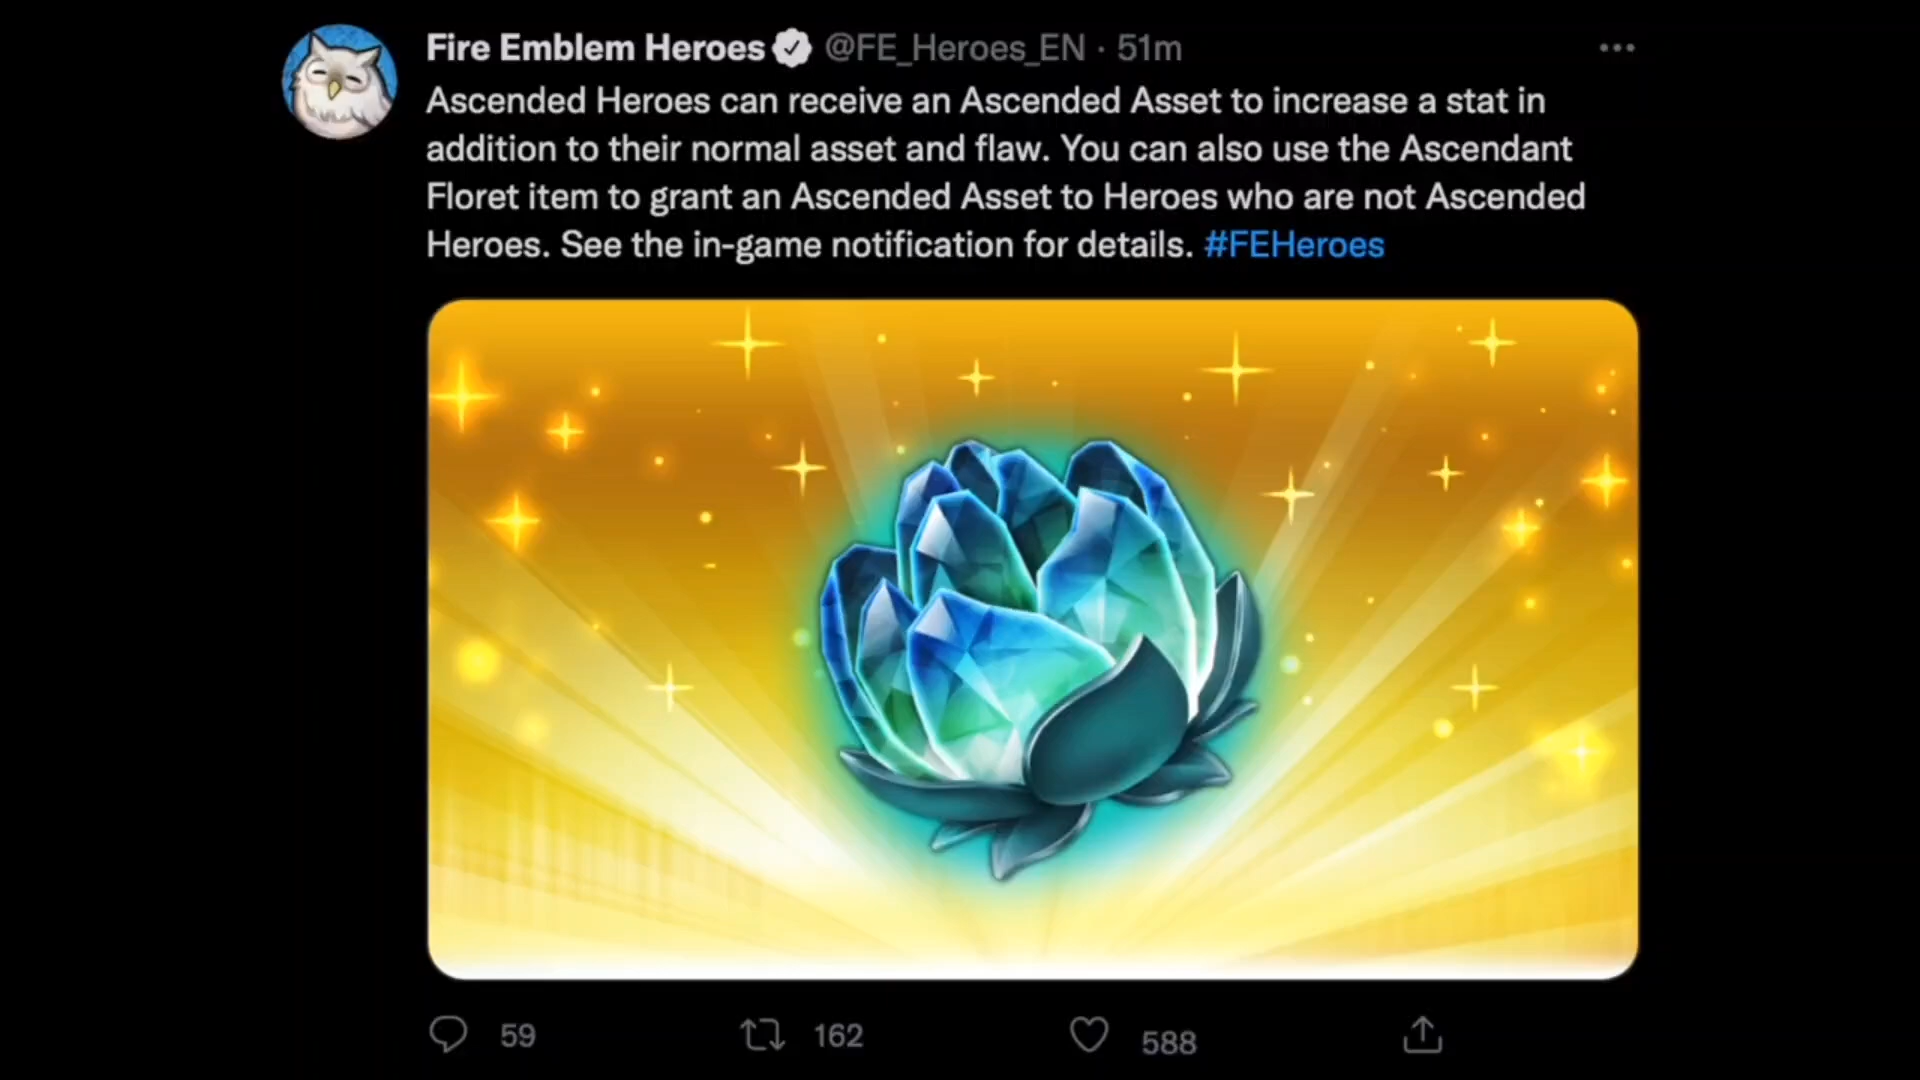 Fire Emblem Heroes @FE_Heroes_EN · 51m
Ascended Heroes can receive an Ascended Asset to increase a stat in
addition to their normal asset and flaw. You can also use the Ascendant
Floret item to grant an Ascended Asset to Heroes who are not Ascended
Heroes. See the in-game notification for details. #FEHeroes
59 162 588